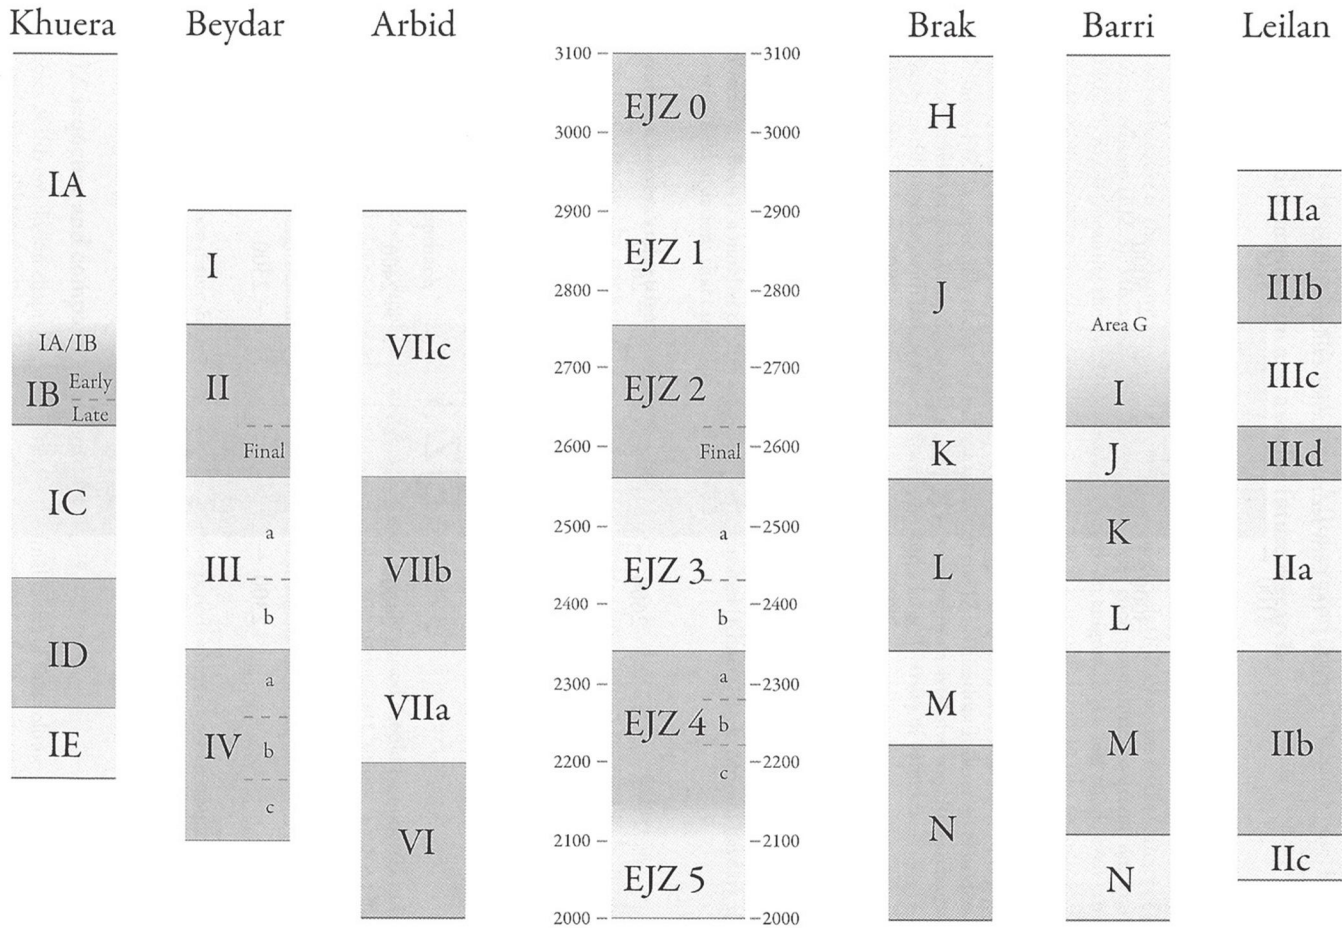 Khuera
IA
IA/IB
IB Early
Late
IC
ID
IE
Beydar
I
II
Final
a
III
b
a
IV b
c
Arbid
VIIc
VIIb
VIIa
VI
3100 3100
EJZ 0
3000 3000
2900 2900
EJZ 1
2800 2800
2700 2700
EJZ 2
2600 Final 2600
2500 2500
a
EJZ 3
2400 b 2400
2300 a 2300
EJZ 4 b
2200 c 2200
2100 2100
EJZ 5
2000 2000
Brak
H
J
K
L
M
N
Barri
Area G
I
J
K
L
M
N
Leilan
IIIa
IIIb
IIIc
IIId
IIa
IIb
IIc